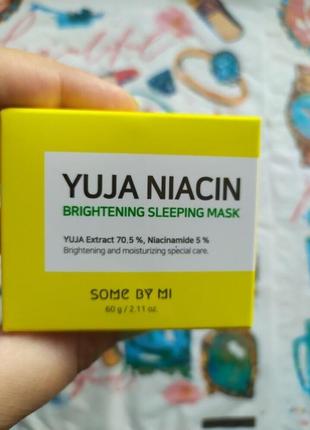 YUJA NIACIN
BRIGHTENING SLEEPING MASK
YUJA Extract 70,5 %, Niacinamide 5 %
Brightening and moisturizing special care.
SOME BY MI
60 g / 2.11 oz.